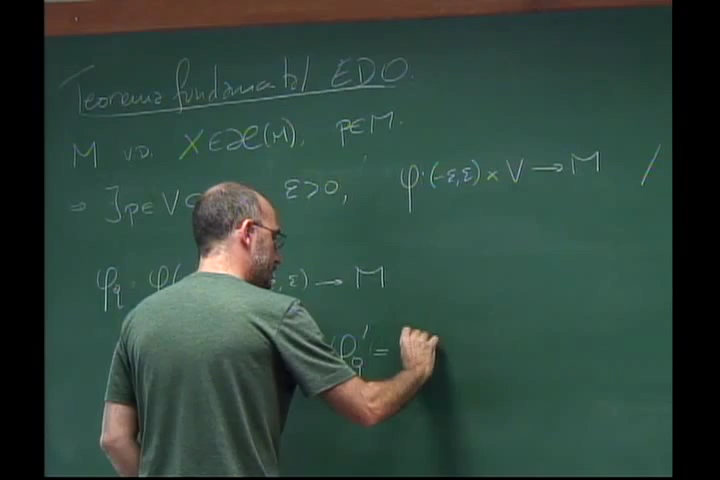 Teorema fundamental EDO.
M v.D. X ∈ 𝔛(M), p ∈ M.
⇒ ∃ p ∈ V ε>0, φ: (-ε,ε) × V → M /
φ_q = φ( ,ε) → M
φ_q' =